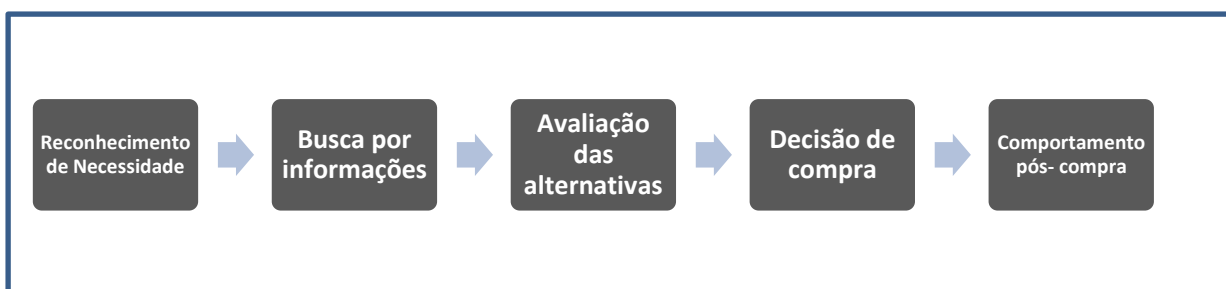 Reconhecimento
de Necessidade
Busca por
informações
Avaliação
das
alternativas
Decisão de
compra
Comportamento
pós- compra